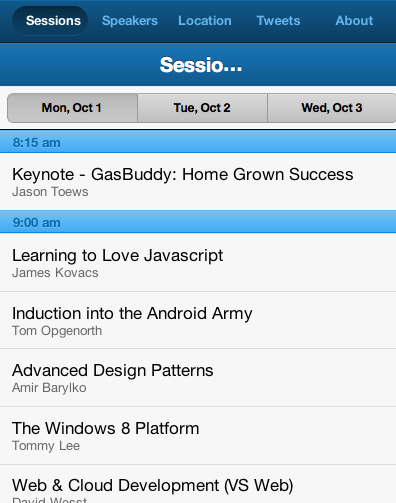 Sessions Speakers Location Tweets About
Sessio...
Mon, Oct 1 Tue, Oct 2 Wed, Oct 3
8:15 am
Keynote - GasBuddy: Home Grown Success
Jason Toews
9:00 am
Learning to Love Javascript
James Kovacs
Induction into the Android Army
Tom Opgenorth
Advanced Design Patterns
Amir Barylko
The Windows 8 Platform
Tommy Lee
Web & Cloud Development (VS Web)
David Wesst